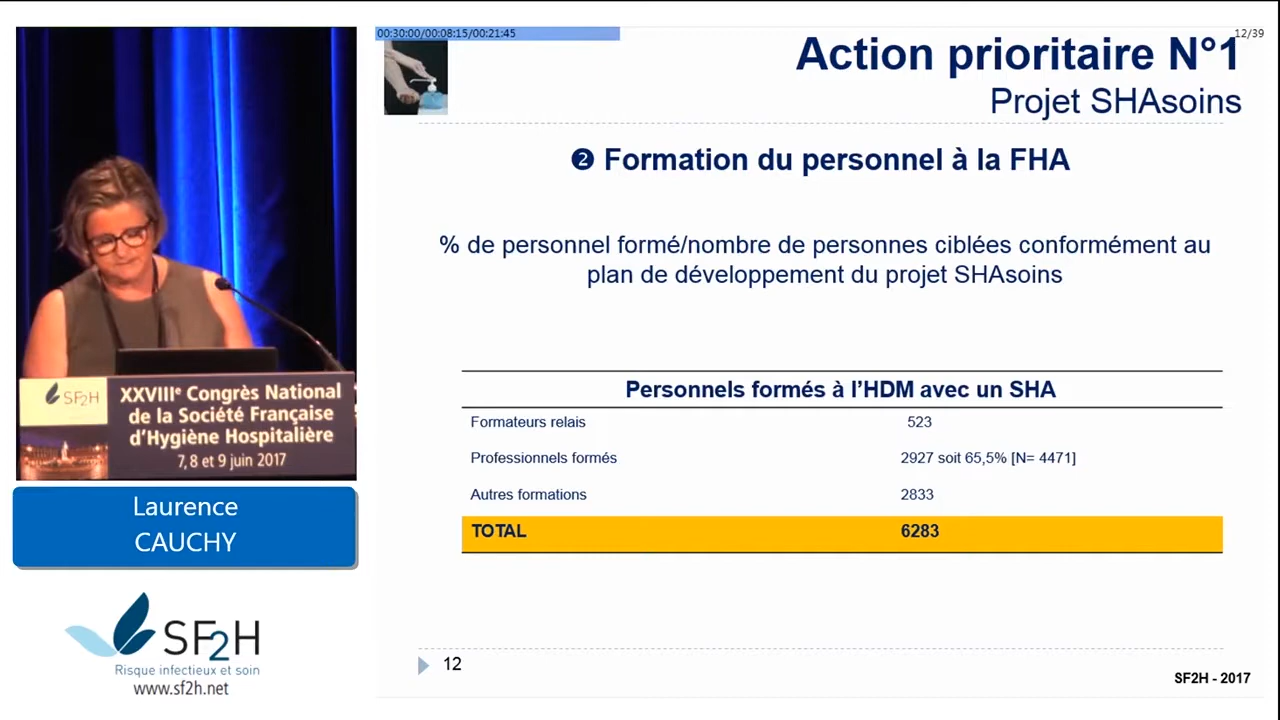 00:30:00/00:08:15/00:21:45
12/39
Action prioritaire N°1
Projet SHAsoins
❷ Formation du personnel à la FHA
% de personnel formé/nombre de personnes ciblées conformément au
plan de développement du projet SHAsoins
Personnels formés à l’HDM avec un SHA
Formateurs relais 523
Professionnels formés 2927 soit 65,5% [N= 4471]
Autres formations 2833
TOTAL 6283
12
SF2H - 2017
SF2H
XXVIIIe Congrès National
de la Société Française
d'Hygiène Hospitalière
7, 8 et 9 juin 2017
Laurence
CAUCHY
SF2H
Risque infectieux et soin
www.sf2h.net